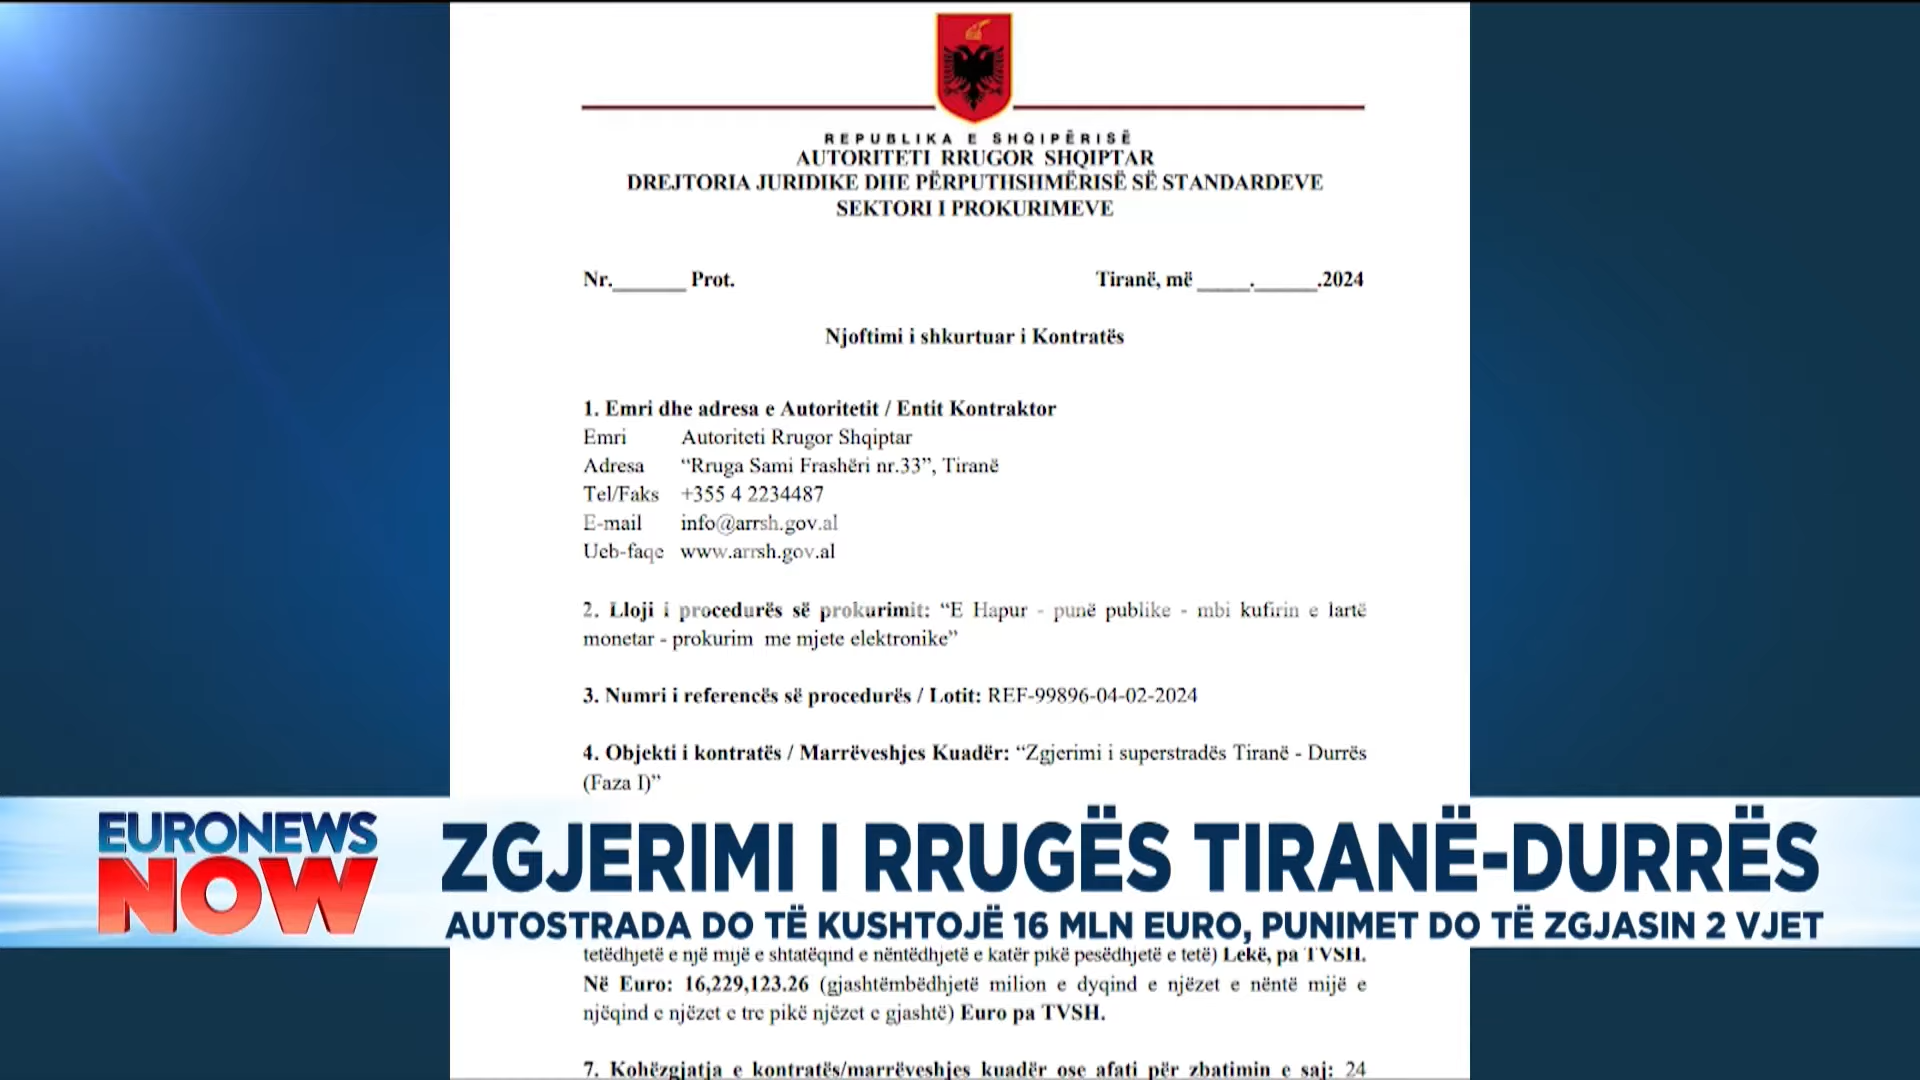 REPUBLIKA E SHQIPËRISË
AUTORITETI RRUGOR SHQIPTAR
DREJTORIA JURIDIKE DHE PËRPUTHSHMËRISË SË STANDARDEVE
SEKTORI I PROKURIMEVE
Nr._______ Prot. Tiranë, më _____.______.2024
Njoftimi i shkurtuar i Kontratës
1. Emri dhe adresa e Autoritetit / Entit Kontraktor
Emri Autoriteti Rrugor Shqiptar
Adresa “Rruga Sami Frashëri nr.33”, Tiranë
Tel/Faks +355 4 2234487
E-mail info@arrsh.gov.al
Ueb-faqe www.arrsh.gov.al
2. Lloji i procedurës së prokurimit: “E Hapur - punë publike - mbi kufirin e lartë
monetar - prokurim me mjete elektronike”
3. Numri i referencës së procedurës / Lotit: REF-99896-04-02-2024
4. Objekti i kontratës / Marrëveshjes Kuadër: “Zgjerimi i superstradës Tiranë - Durrës
(Faza I)”
EURONEWS
NOW
ZGJERIMI I RRUGËS TIRANË-DURRËS
AUTOSTRADA DO TË KUSHTOJË 16 MLN EURO, PUNIMET DO TË ZGJASIN 2 VJET
tetëdhjetë e një mijë e shtatëqind e nëntëdhjetë e katër pikë pesëdhjetë e tetë) Lekë, pa TVSH.
Në Euro: 16,229,123.26 (gjashtëmbëdhjetë milion e dyqind e njëzet e nëntë mijë e
njëqind e njëzet e tre pikë njëzet e gjashtë) Euro pa TVSH.
7. Kohëzgjatja e kontratës/marrëveshjes kuadër ose afati për zbatimin e saj: 24